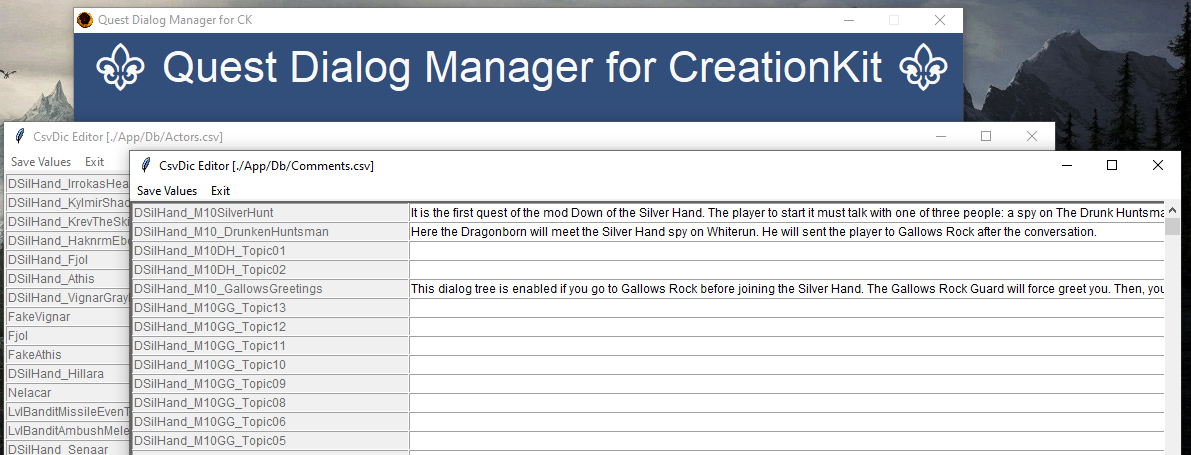 Quest Dialog Manager for CK
Quest Dialog Manager for CreationKit
CsvDic Editor [./App/Db/Actors.csv]
Save Values Exit
DSilHand_IrrokasHea
DSilHand_KylmirShad
DSilHand_KrevTheSki
DSilHand_HaknrmEb
DSilHand_Fjol
DSilHand_Athis
DSilHand_VignarGray
FakeVignar
Fjol
FakeAthis
DSilHand_Hillara
Nelacar
LvlBanditMissileEvenT
LvlBanditAmbushMele
DSilHand_Senaar
CsvDic Editor [./App/Db/Comments.csv]
Save Values Exit
DSilHand_M10SilverHunt It is the first quest of the mod Down of the Silver Hand. The player to start it must talk with one of three people: a spy on The Drunk Huntsma
DSilHand_M10_DrunkenHuntsman Here the Dragonborn will meet the Silver Hand spy on Whiterun. He will sent the player to Gallows Rock after the conversation.
DSilHand_M10DH_Topic01
DSilHand_M10DH_Topic02
DSilHand_M10_GallowsGreetings This dialog tree is enabled if you go to Gallows Rock before joining the Silver Hand. The Gallows Rock Guard will force greet you. Then, you
DSilHand_M10GG_Topic13
DSilHand_M10GG_Topic12
DSilHand_M10GG_Topic11
DSilHand_M10GG_Topic10
DSilHand_M10GG_Topic09
DSilHand_M10GG_Topic08
DSilHand_M10GG_Topic06
DSilHand_M10GG_Topic05